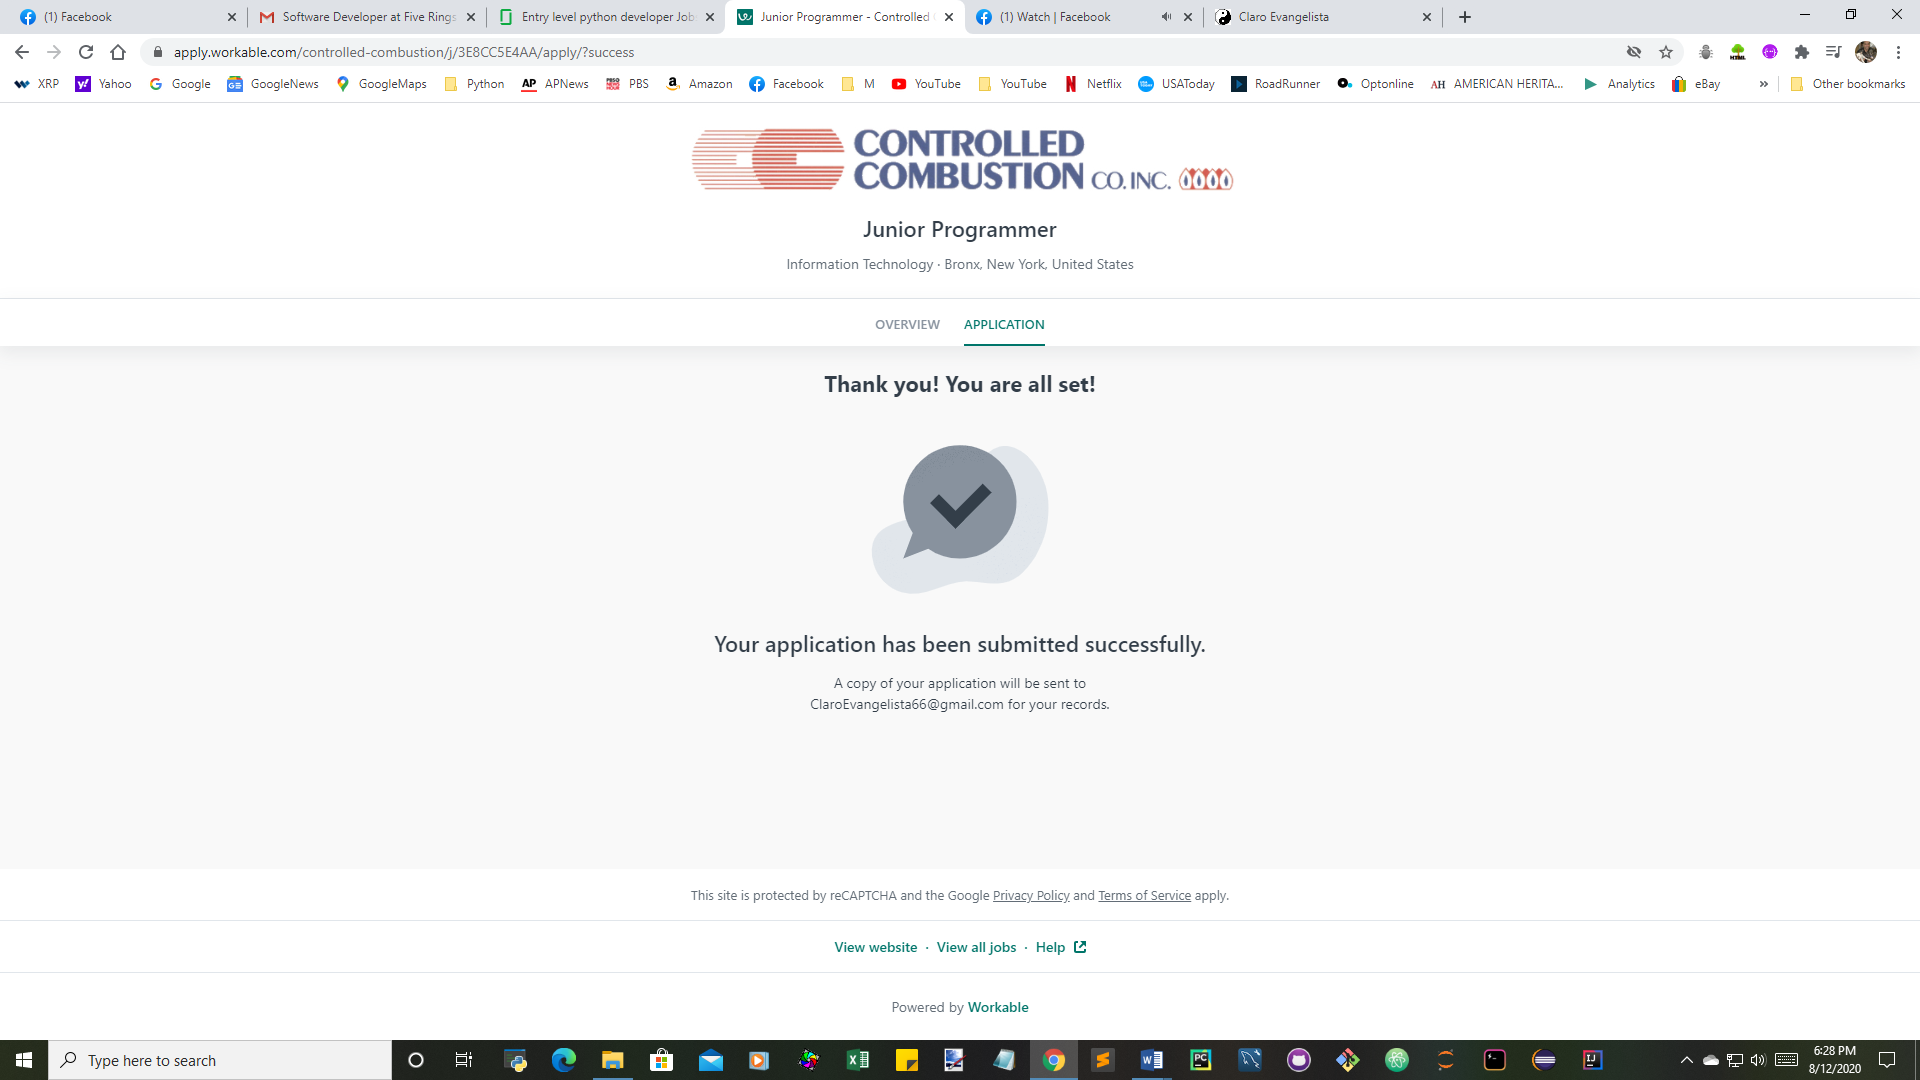 (1) Facebook
Software Developer at Five Rings
Entry level python developer Job
Junior Programmer - Controlled
(1) Watch | Facebook
Claro Evangelista
apply.workable.com/controlled-combustion/j/3E8CC5E4AA/apply/?success
XRP Yahoo Google GoogleNews GoogleMaps Python APNews PBS Amazon Facebook M YouTube YouTube Netflix USAToday RoadRunner Optonline AH AMERICAN HERITA... Analytics eBay » Other bookmarks
CONTROLLED
COMBUSTION CO. INC.
Junior Programmer
Information Technology · Bronx, New York, United States
OVERVIEW APPLICATION
Thank you! You are all set!
Your application has been submitted successfully.
A copy of your application will be sent to
ClaroEvangelista66@gmail.com for your records.
This site is protected by reCAPTCHA and the Google Privacy Policy and Terms of Service apply.
View website · View all jobs · Help
Powered by Workable
Type here to search
6:28 PM
8/12/2020